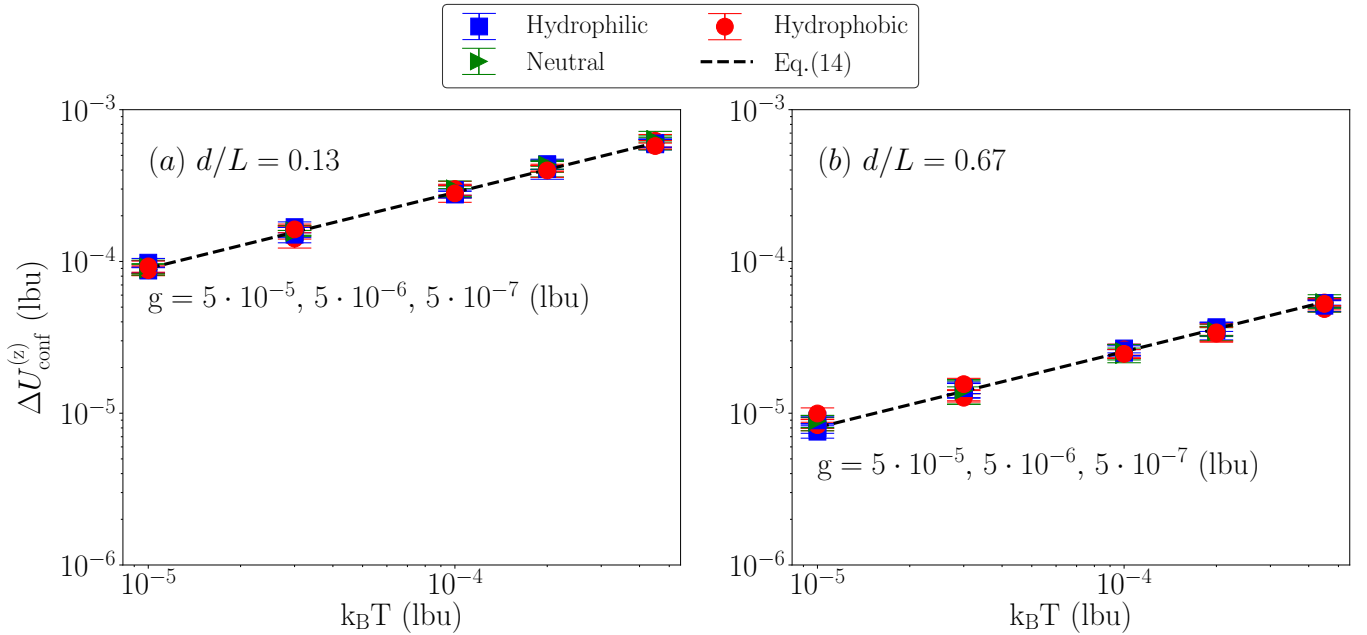 Hydrophilic
Neutral
Hydrophobic
Eq.(14)
10⁻³
10⁻⁴
10⁻⁵
10⁻⁶
ΔU_conf^(z) (lbu)
(a) d/L = 0.13
g = 5 · 10⁻⁵, 5 · 10⁻⁶, 5 · 10⁻⁷ (lbu)
10⁻⁵ 10⁻⁴
k_BT (lbu)
10⁻³
10⁻⁴
10⁻⁵
10⁻⁶
(b) d/L = 0.67
g = 5 · 10⁻⁵, 5 · 10⁻⁶, 5 · 10⁻⁷ (lbu)
10⁻⁵ 10⁻⁴
k_BT (lbu)